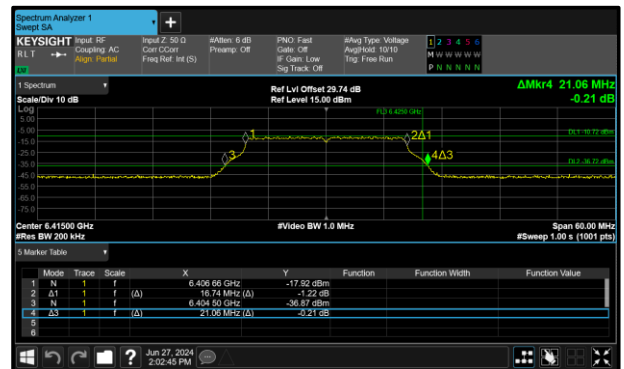 Spectrum Analyzer 1
Swept SA
+
KEYSIGHT
RLT
LW
Input: RF
Coupling: AC
Align: Partial
Input Z: 50 Ω
Corr CCorr
Freq Ref: Int (S)
#Atten: 6 dB
Preamp: Off
PNO: Fast
Gate: Off
IF Gain: Low
Sig Track: Off
#Avg Type: Voltage
Avg|Hold: 10/10
Trig: Free Run
1 2 3 4 5 6
M W W W W W
P N N N N N
1 Spectrum
Scale/Div 10 dB
Ref Lvl Offset 29.74 dB
Ref Level 15.00 dBm
ΔMkr4 21.06 MHz
-0.21 dB
Log
5.00
-5.00
-15.0
-25.0
-35.0
-45.0
-55.0
-65.0
-75.0
DL1 -10.72 dBm
DL2 -36.72 dBm
1
2Δ1
3
4Δ3
Center 6.41500 GHz
#Res BW 200 kHz
#Video BW 1.0 MHz
Span 60.00 MHz
#Sweep 1.00 s (1001 pts)
5 Marker Table
Mode Trace Scale X Y Function Function Width Function Value
1 N 1 f 6.406 66 GHz -17.92 dBm
2 Δ1 1 f (Δ) 16.74 MHz (Δ) -1.22 dB
3 N 1 f 6.404 50 GHz -36.87 dBm
4 Δ3 1 f (Δ) 21.06 MHz (Δ) -0.21 dB
5
6
?
Jun 27, 2024
2:02:45 PM